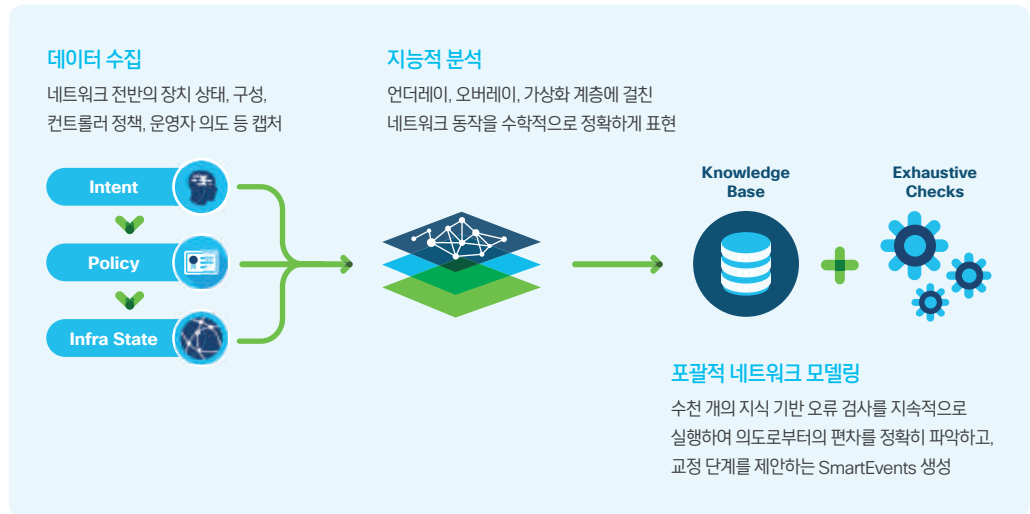 데이터 수집
네트워크 전반의 장치 상태, 구성,
컨트롤러 정책, 운영자 의도 등 캡처
Intent
Policy
Infra State
지능적 분석
언더레이, 오버레이, 가상화 계층에 걸친
네트워크 동작을 수학적으로 정확하게 표현
Knowledge
Base
Exhaustive
Checks
포괄적 네트워크 모델링
수천 개의 지식 기반 오류 검사를 지속적으로
실행하여 의도로부터의 편차를 정확히 파악하고,
교정 단계를 제안하는 SmartEvents 생성